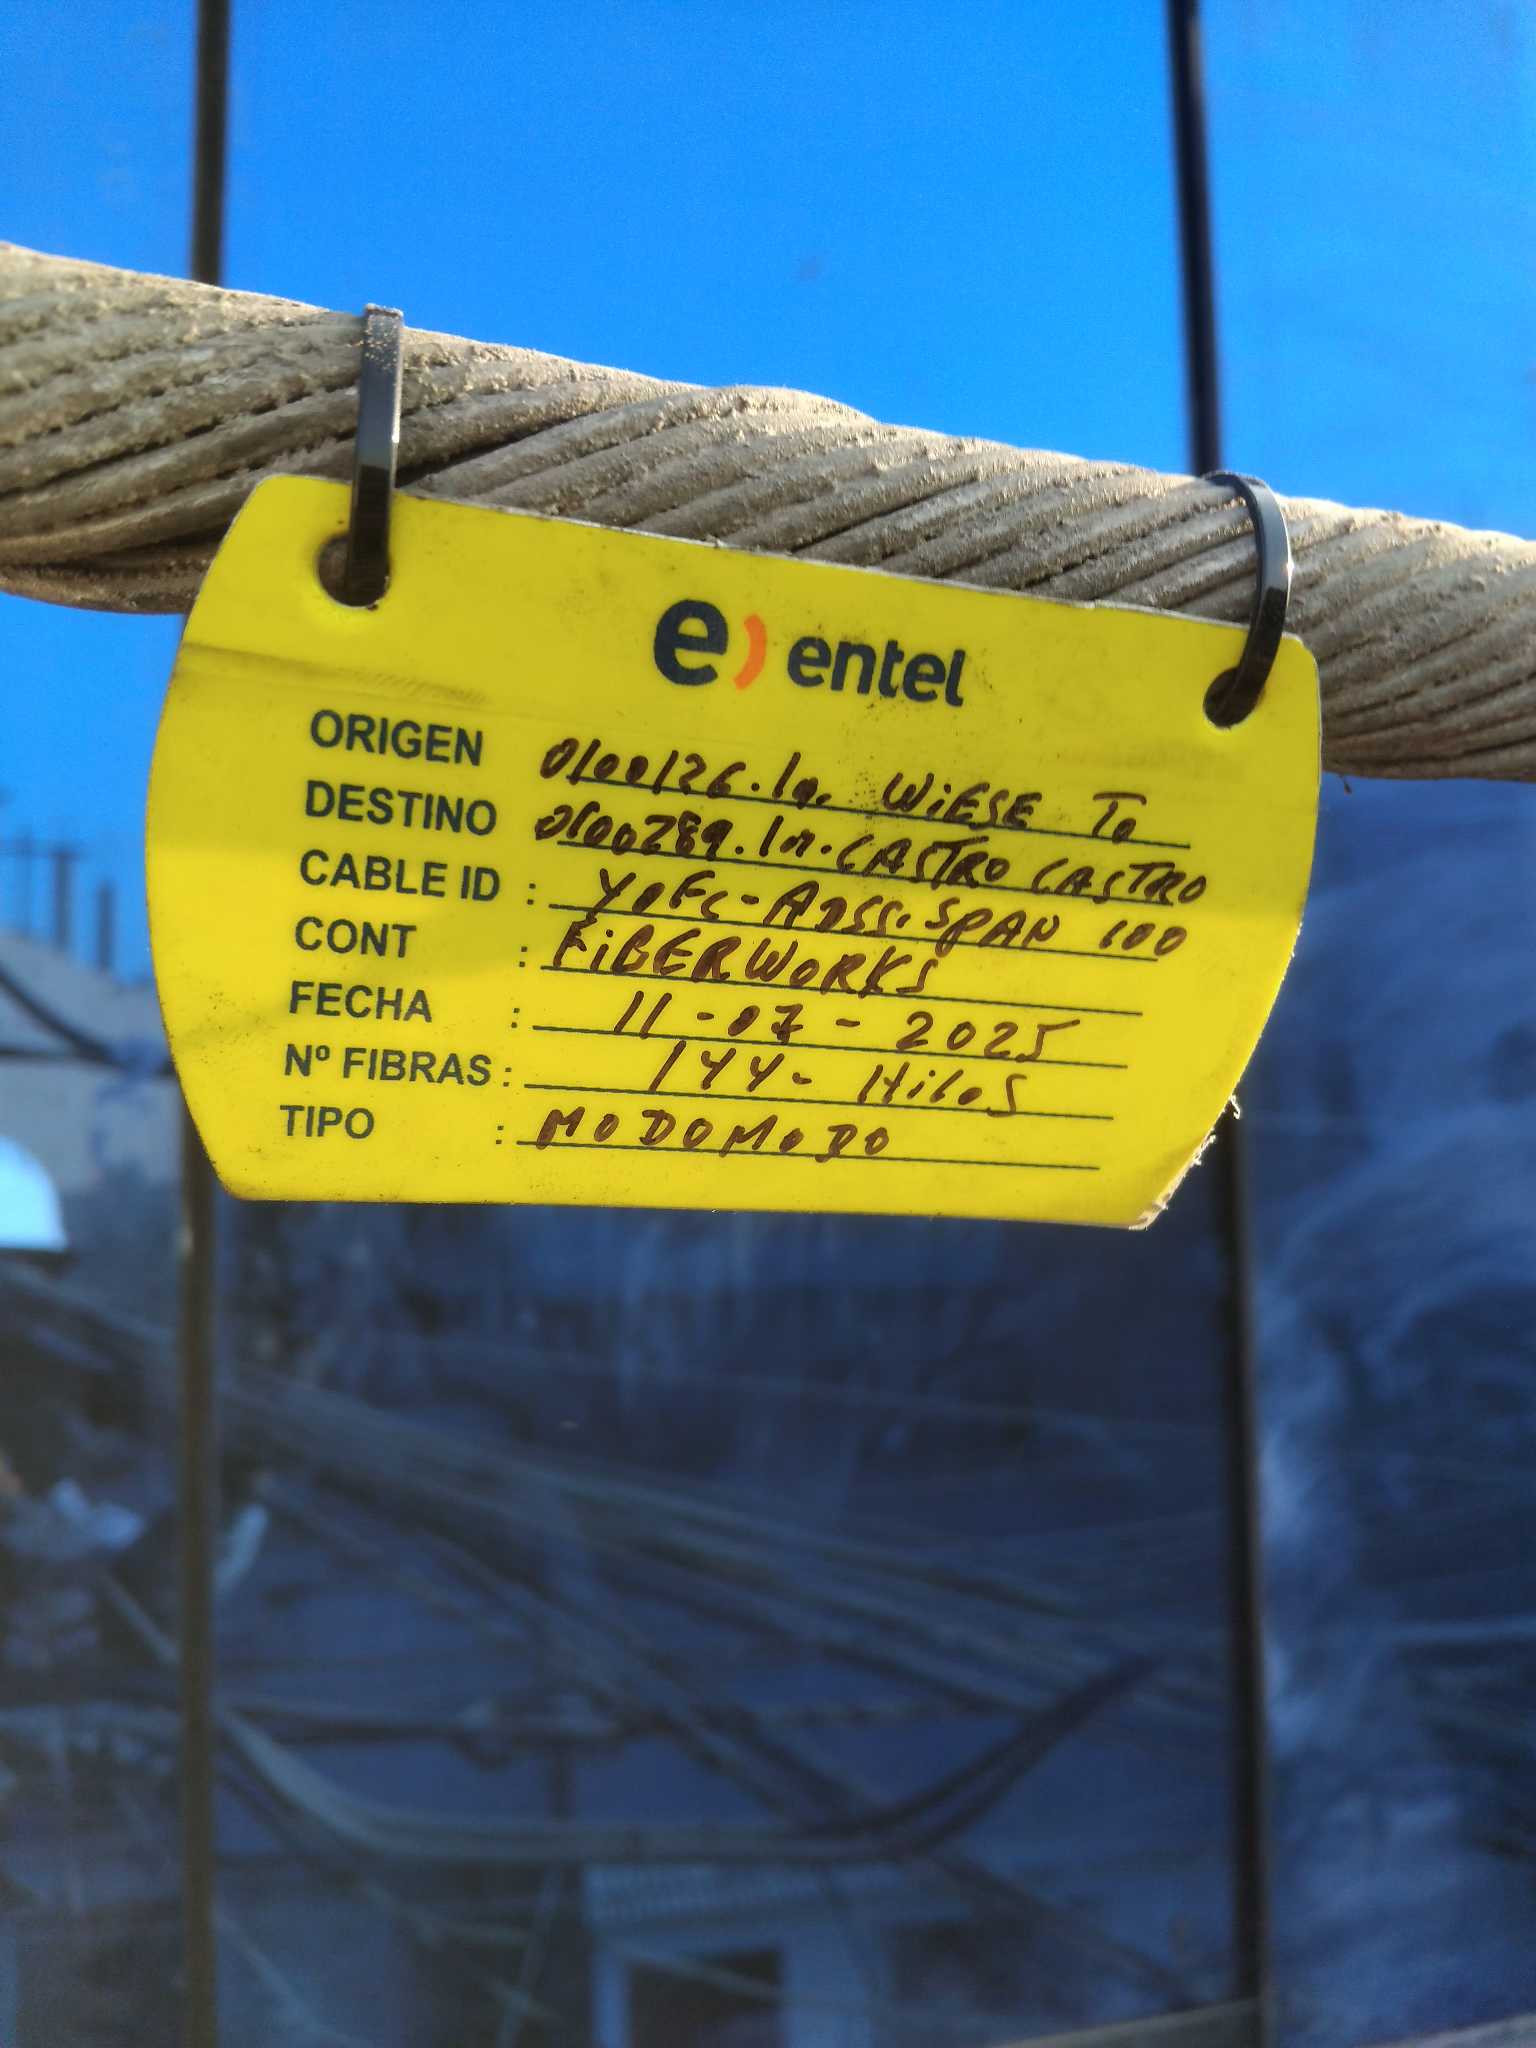 e) entel
ORIGEN 0100126.lm. WiESE To
DESTINO 0100289.lm.CASTRO CASTRO
CABLE ID : YOFC-ADSS.SPAN 100
CONT : FiBERWORKS
FECHA : 11-07-2025
Nº FIBRAS : 144- Hilos
TIPO : MODOMODO